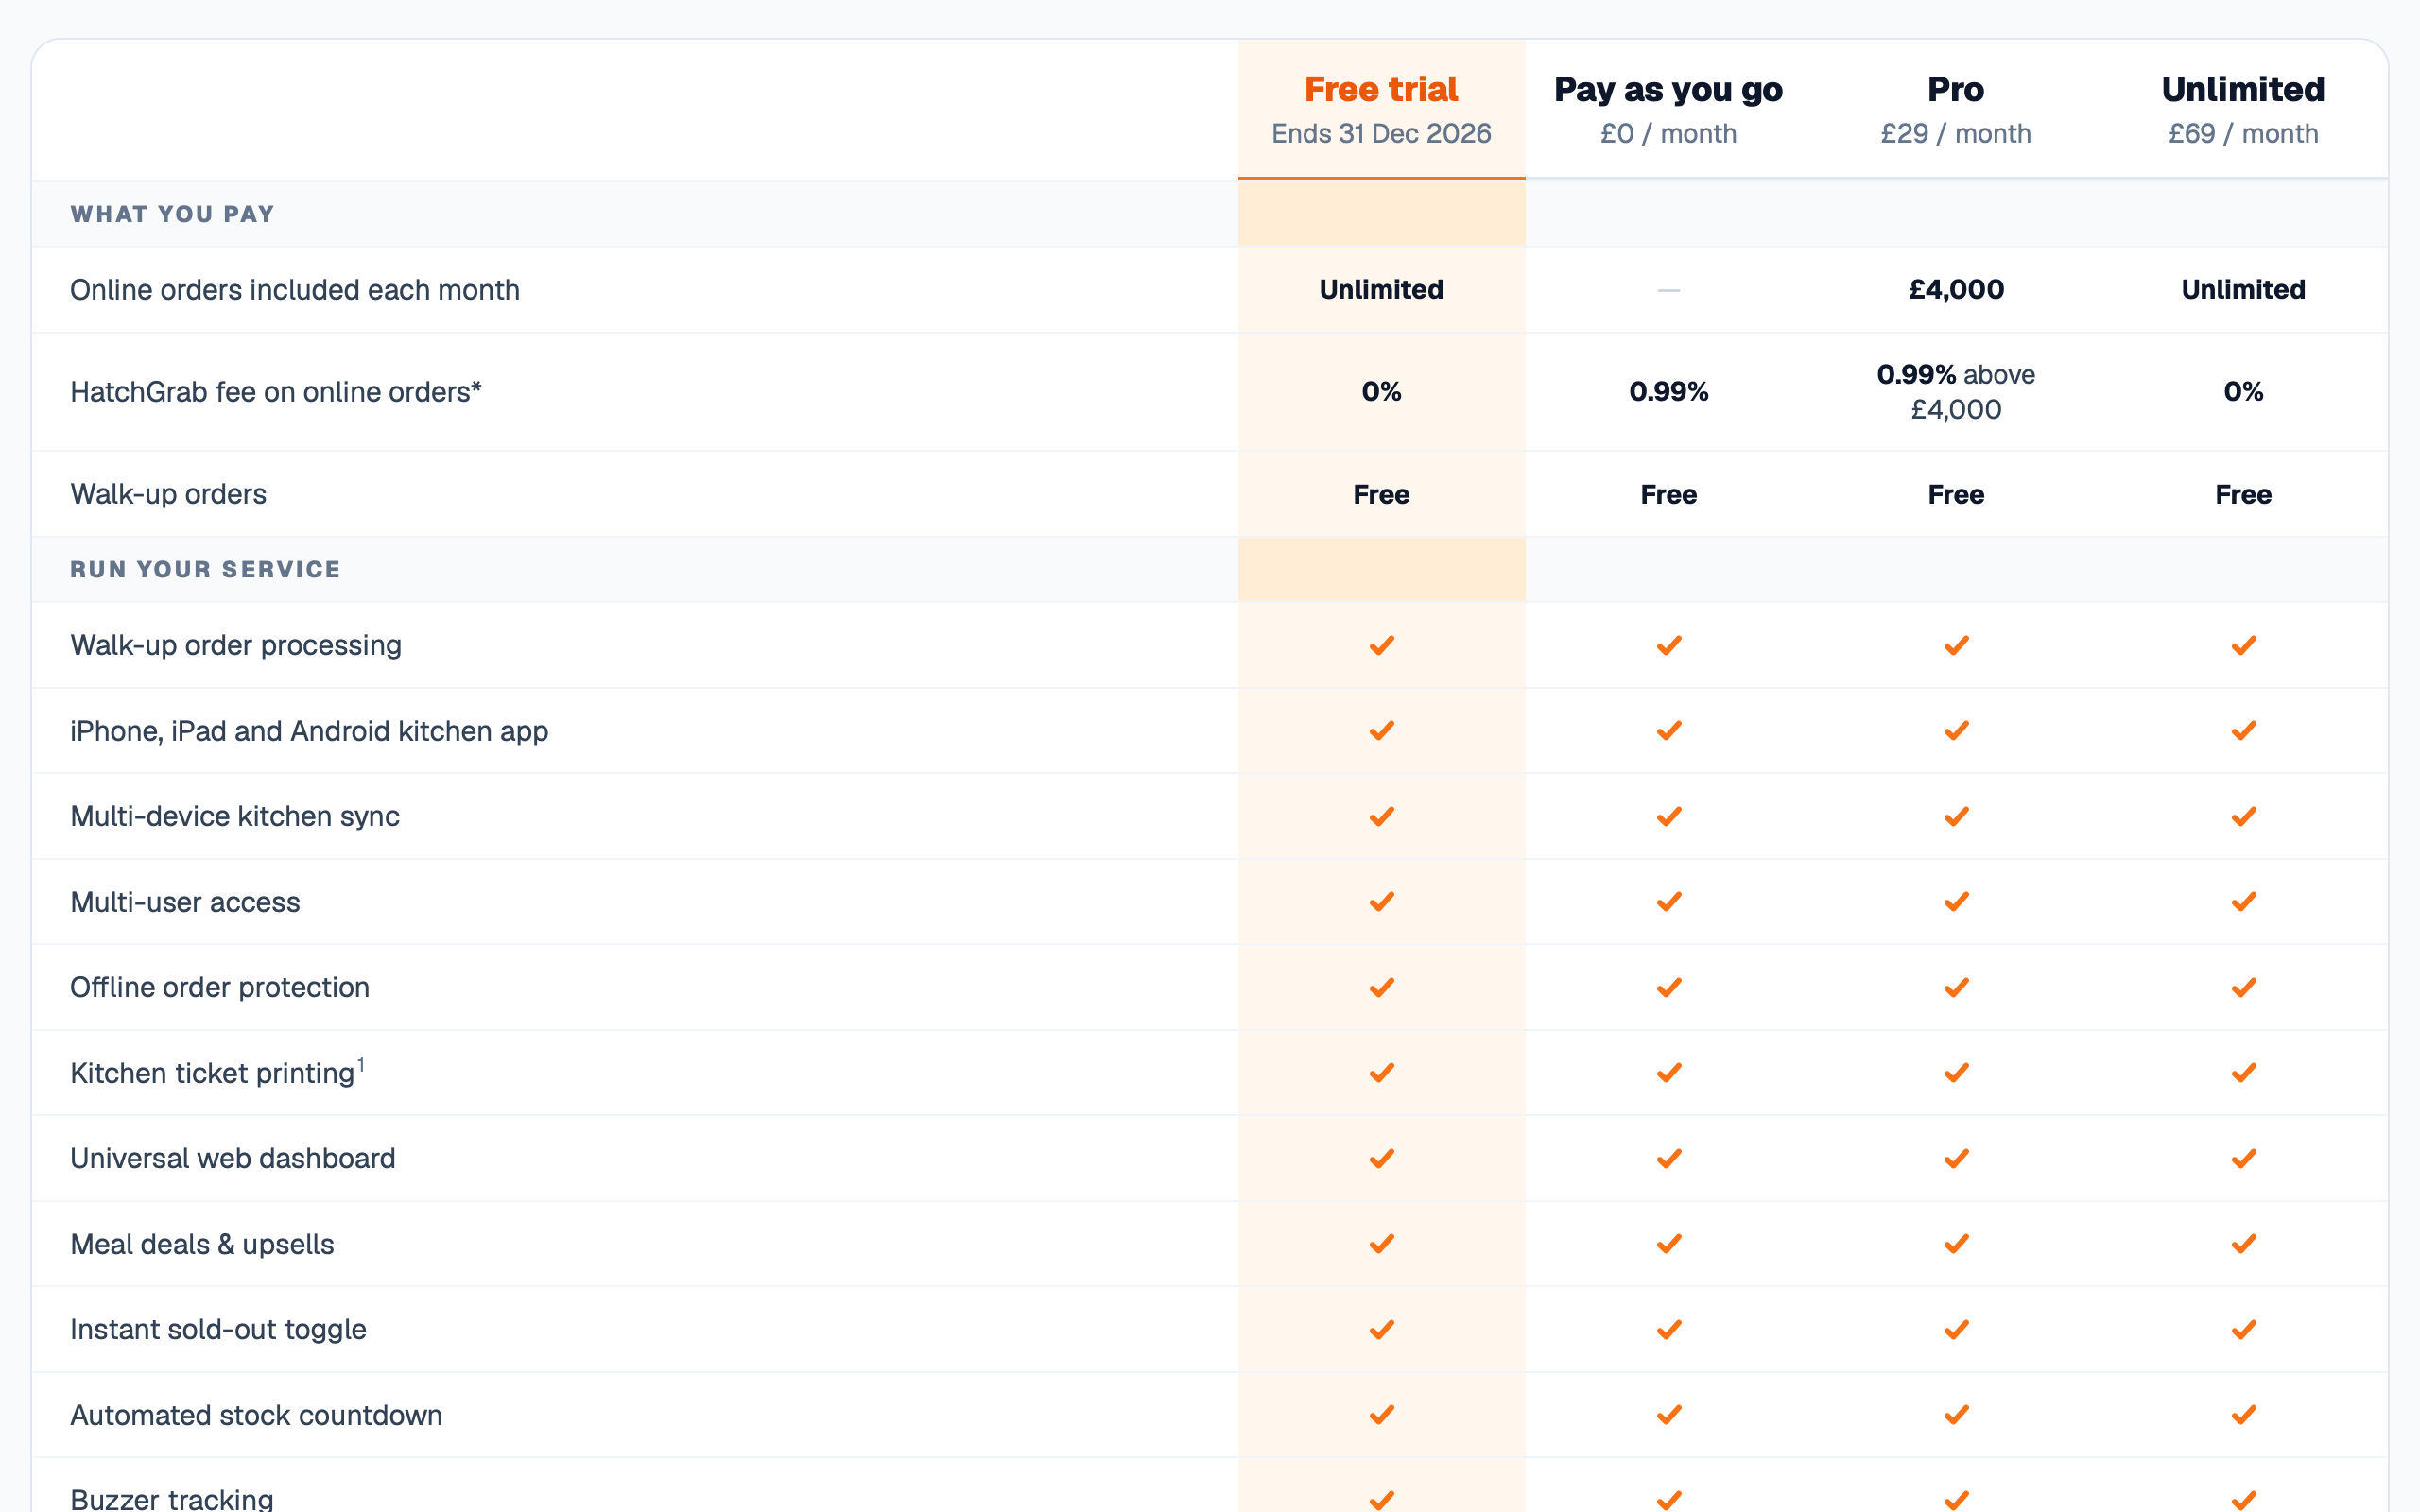 Free trial Pay as you go Pro Unlimited
Ends 31 Dec 2026 £0 / month £29 / month £69 / month
WHAT YOU PAY
Online orders included each month Unlimited — £4,000 Unlimited
HatchGrab fee on online orders* 0% 0.99% 0.99% above £4,000 0%
Walk-up orders Free Free Free Free
RUN YOUR SERVICE
Walk-up order processing
iPhone, iPad and Android kitchen app
Multi-device kitchen sync
Multi-user access
Offline order protection
Kitchen ticket printing¹
Universal web dashboard
Meal deals & upsells
Instant sold-out toggle
Automated stock countdown
Buzzer tracking